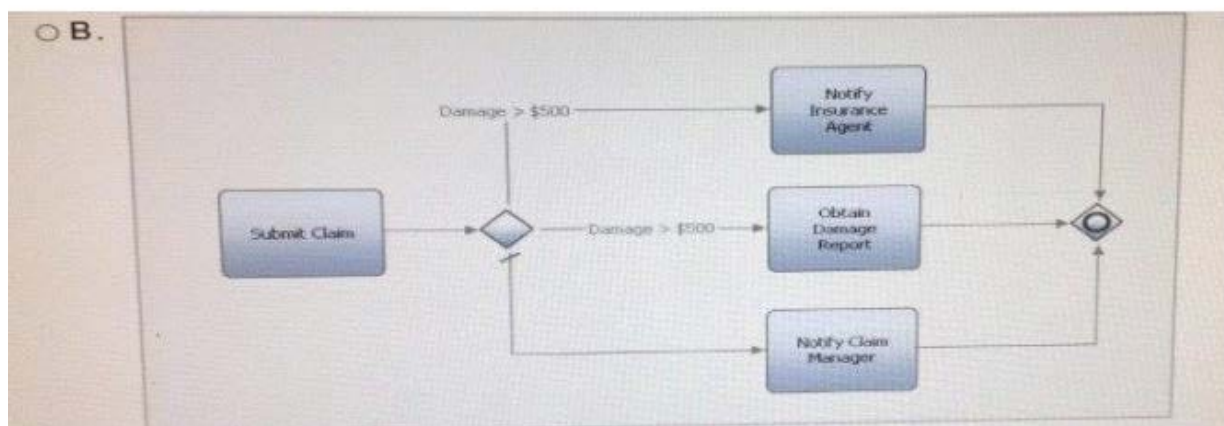 B.
Damage > $500
Notify
Insurance
Agent
Submit Claim
Damage > $500
Obtain
Damage
Report
Notify Claim
Manager